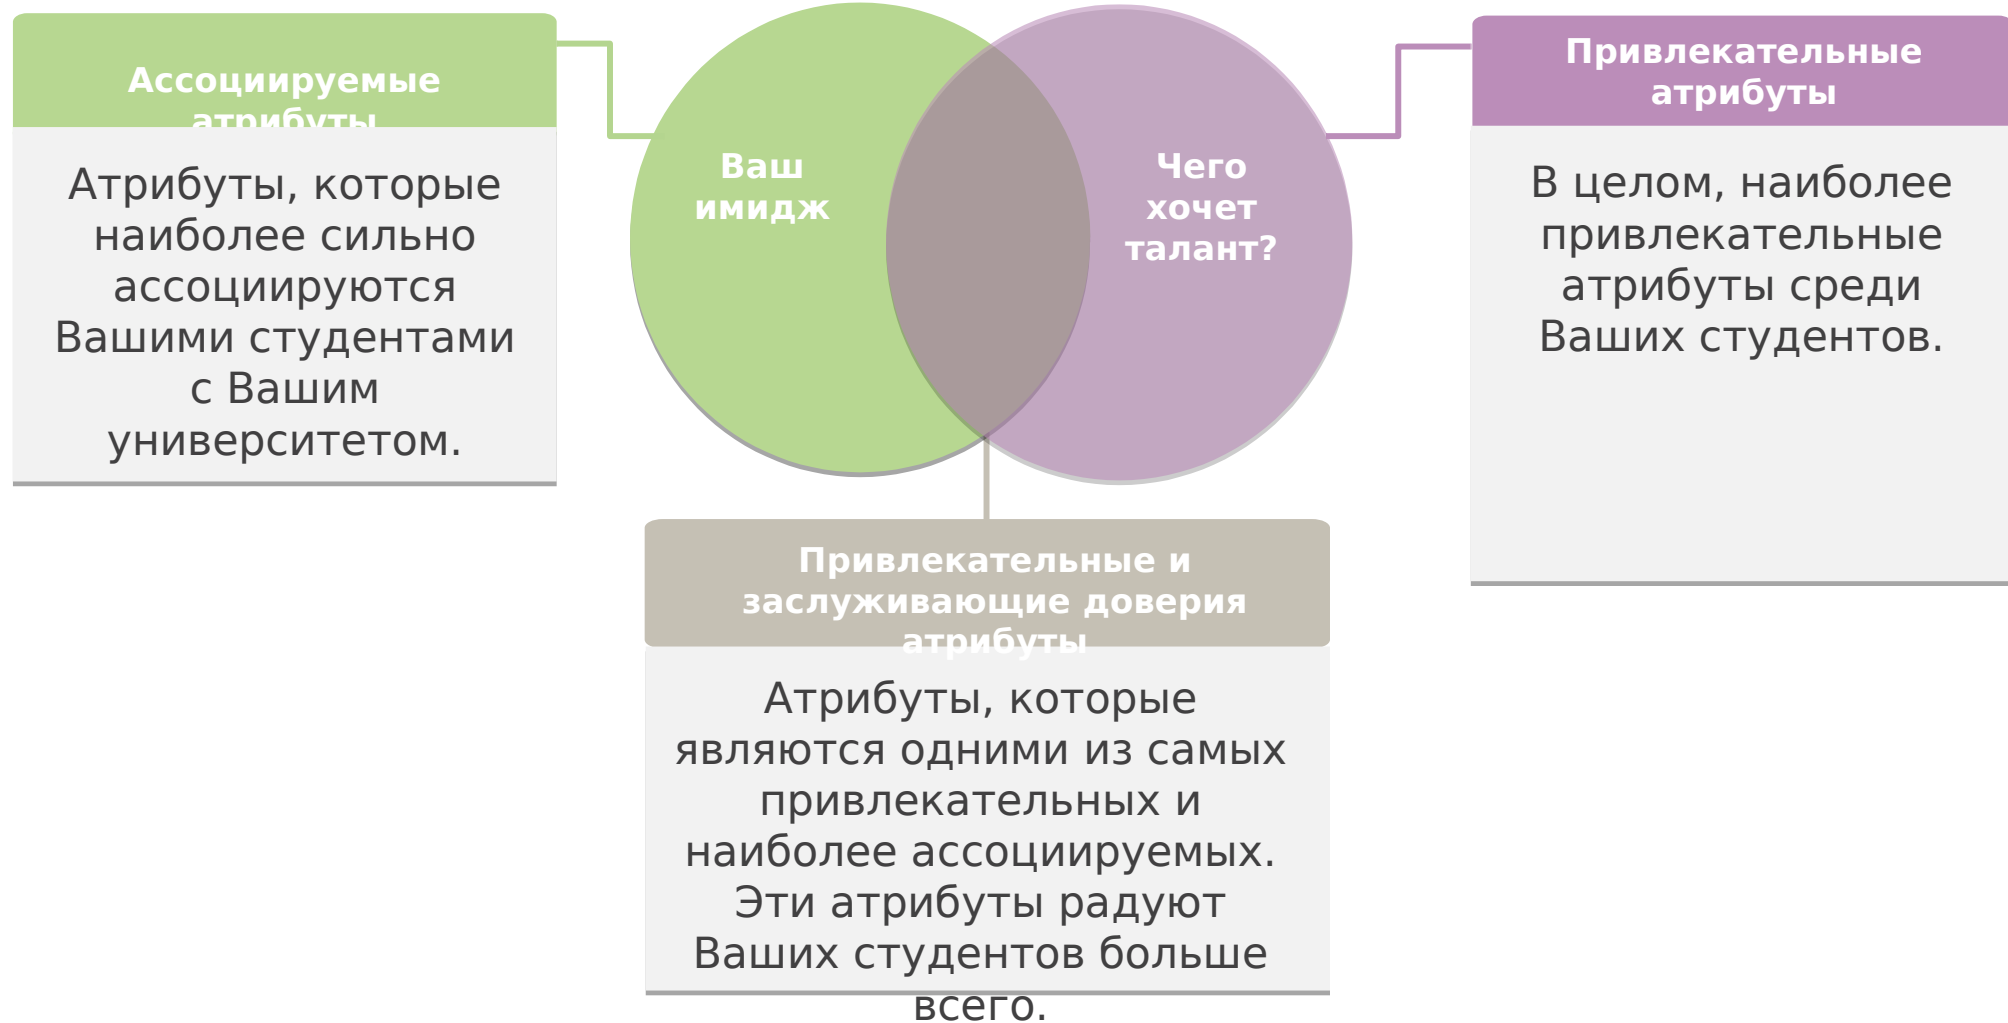 Ассоциируемые
атрибуты
Атрибуты, которые
наиболее сильно
ассоциируются
Вашими студентами
с Вашим
университетом.
Ваш
имидж
Чего
хочет
талант?
Привлекательные
атрибуты
В целом, наиболее
привлекательные
атрибуты среди
Ваших студентов.
Привлекательные и
заслуживающие доверия
атрибуты
Атрибуты, которые
являются одними из самых
привлекательных и
наиболее ассоциируемых.
Эти атрибуты радуют
Ваших студентов больше
всего.